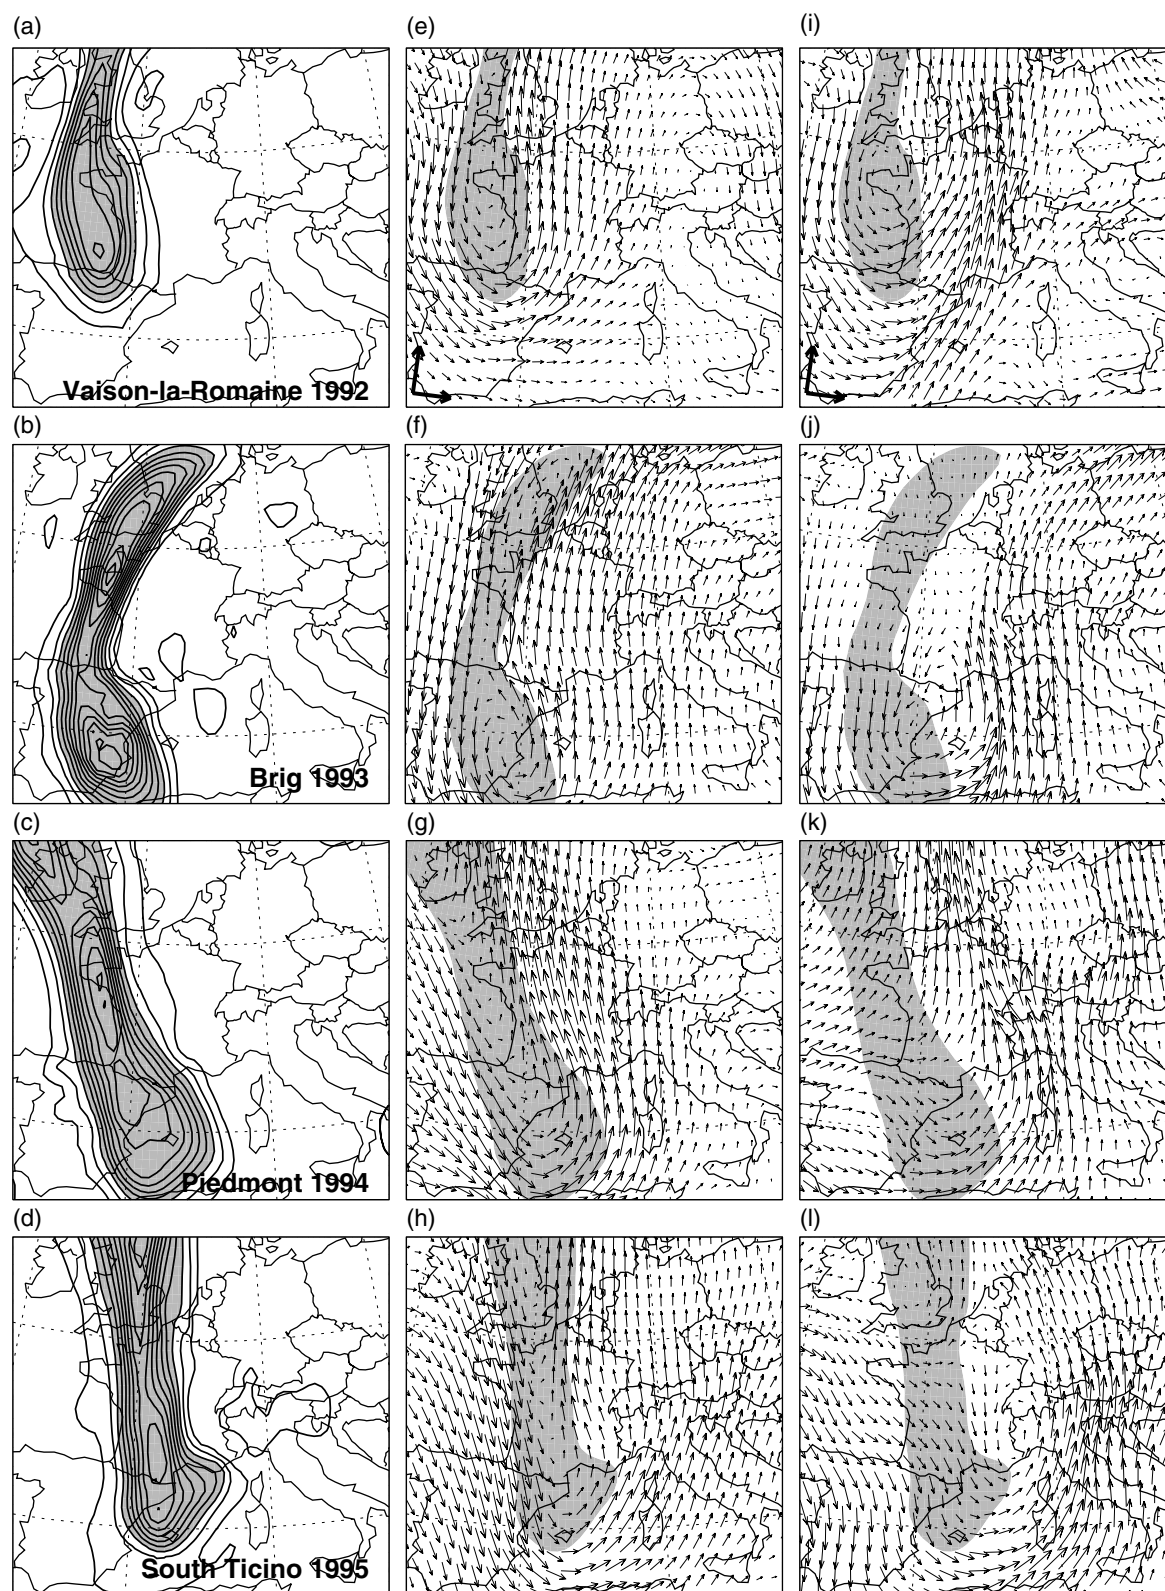 (a) (e) (i)
Vaison-la-Romaine 1992
(b) (f) (j)
Brig 1993
(c) (g) (k)
Piedmont 1994
(d) (h) (l)
South Ticino 1995